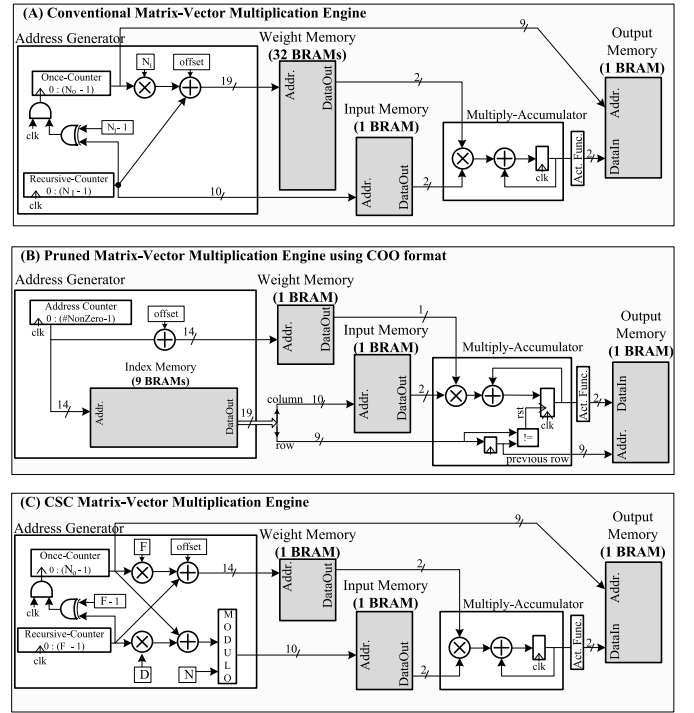 (A) Conventional Matrix-Vector Multiplication Engine
Address Generator
Once-Counter
0 : (No - 1)
clk
NI
offset
19
NI- 1
Recursive-Counter
0 : (N I -1)
clk
10
Weight Memory
(32 BRAMs)
Addr.
DataOut
2
Input Memory
(1 BRAM)
Addr.
DataOut
2
Multiply-Accumulator
clk
Act. Func.
2
9
Output
Memory
(1 BRAM)
Addr.
DataIn
(B) Pruned Matrix-Vector Multiplication Engine using COO format
Address Generator
Address Counter
0 : (#NonZero-1)
clk
offset
14
Index Memory
(9 BRAMs)
14
DataOut
19
column
10
row
9
Weight Memory
(1 BRAM)
Addr.
DataOut
1
Input Memory
(1 BRAM)
Addr.
DataOut
2
Multiply-Accumulator
rst
clk
!=
previous row
Act. Func.
2
9
Output
Memory
(1 BRAM)
DataIn
Addr.
(C) CSC Matrix-Vector Multiplication Engine
Address Generator
Once-Counter
0 : (No -1)
clk
F
offset
14
F - 1
Recursive-Counter
0 : (F -1)
clk
D
N
MODULO
10
Weight Memory
(1 BRAM)
Addr.
DataOut
2
Input Memory
(1 BRAM)
Addr.
DataOut
2
Multiply-Accumulator
clk
Act. Func.
2
9
Output
Memory
(1 BRAM)
Addr.
DataIn